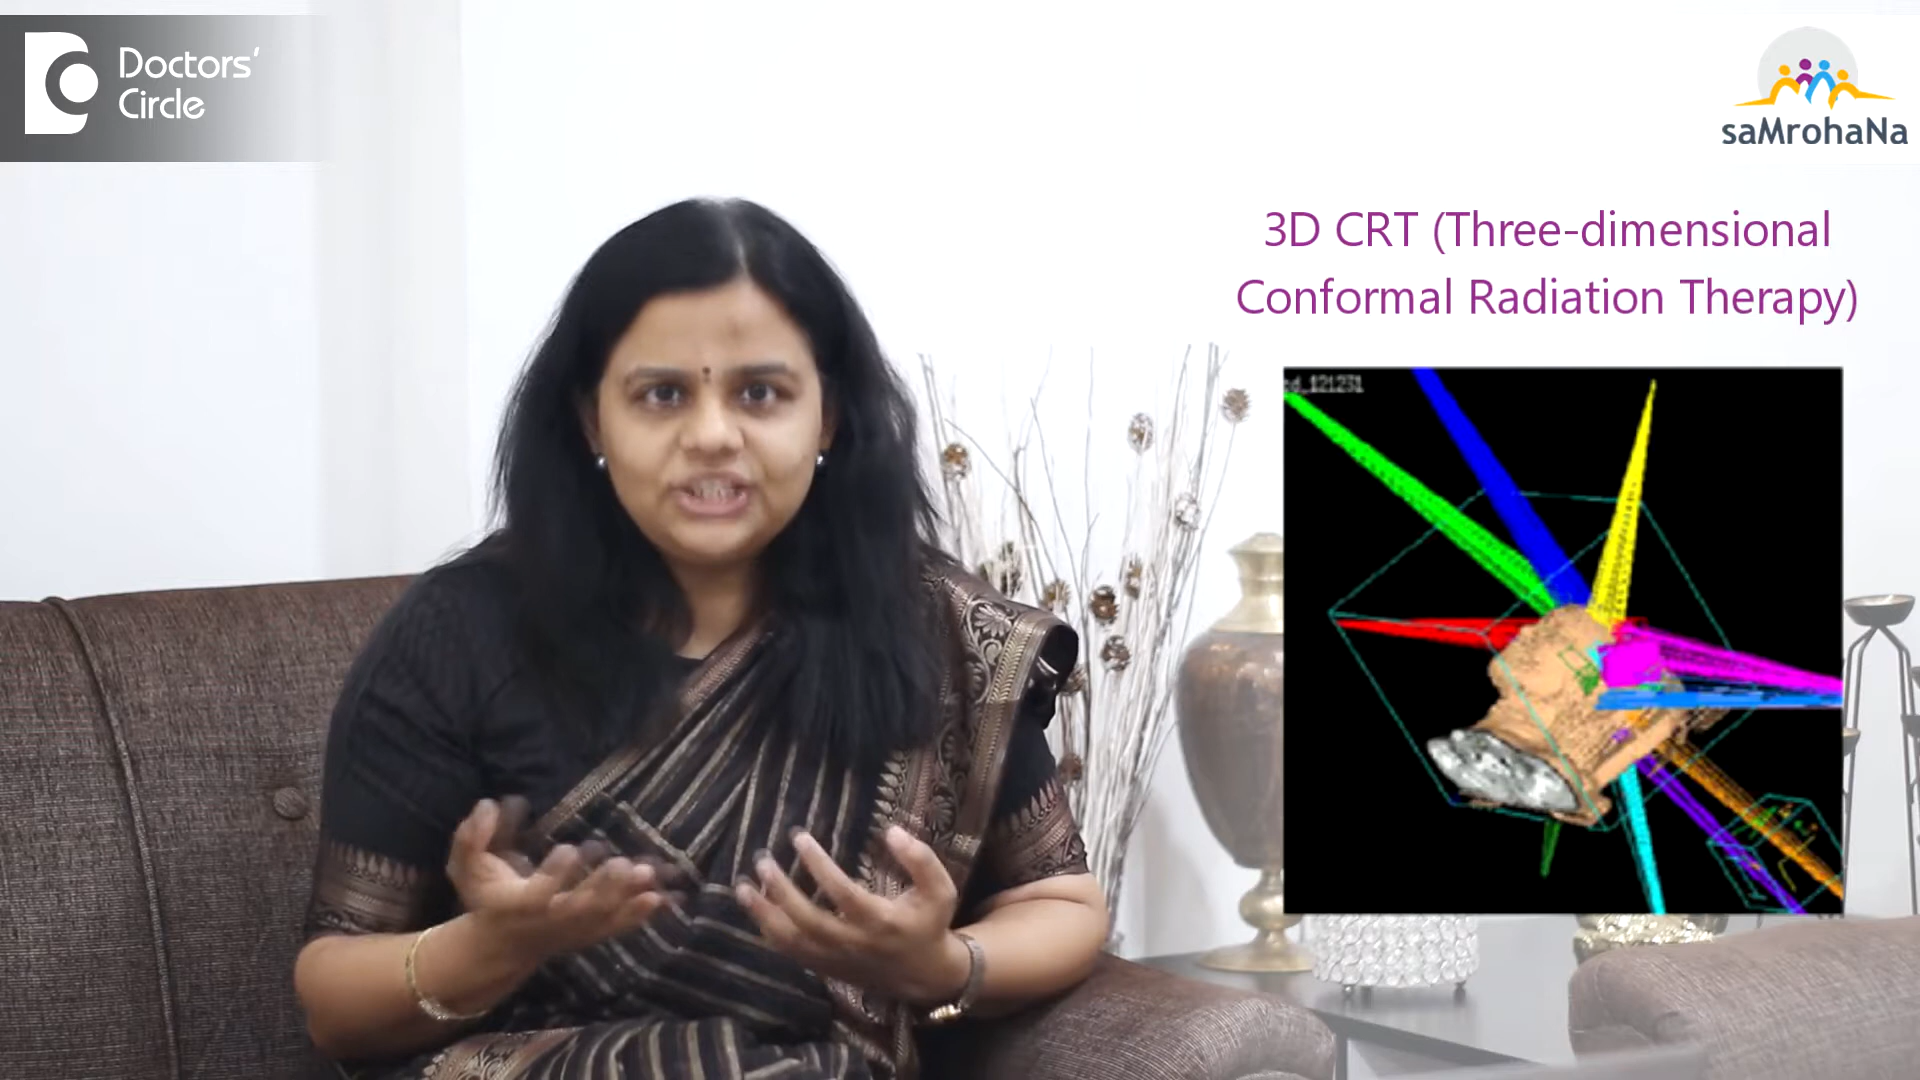 Doctors'
Circle
saMrohaNa
3D CRT (Three-dimensional
Conformal Radiation Therapy)